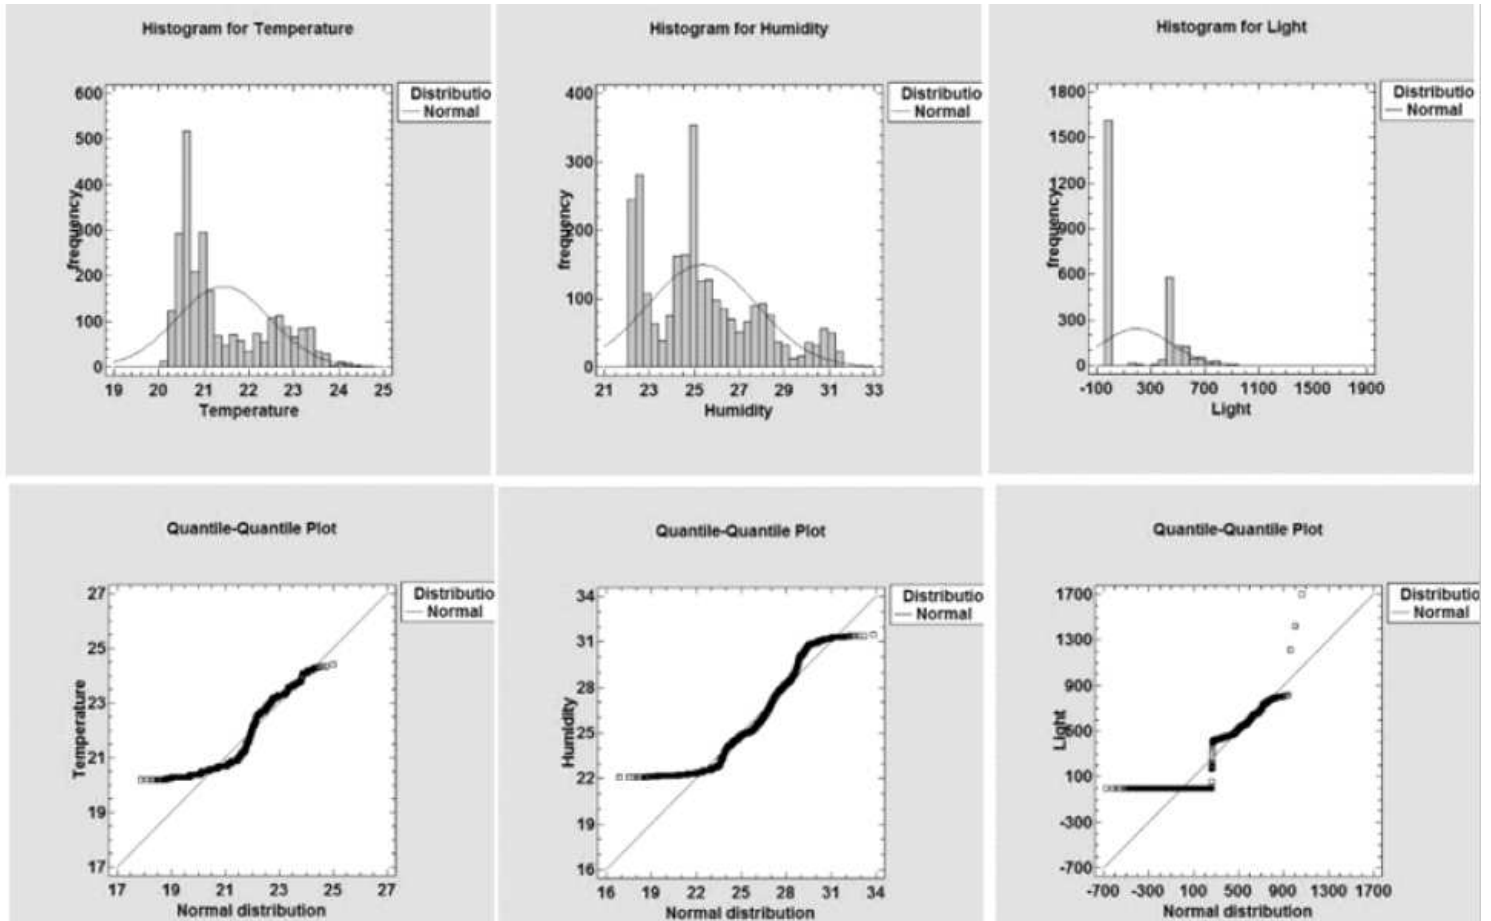 Histogram for Temperature
600
500
400
300
200
100
0
frequency
19 20 21 22 23 24 25
Temperature
Distributio
Normal
Histogram for Humidity
400
300
200
100
0
frequency
21 23 25 27 29 31 33
Humidity
Distributio
Normal
Histogram for Light
1800
1500
1200
900
600
300
0
frequency
-100 300 700 1100 1500 1900
Light
Distributio
Normal
Quantile-Quantile Plot
27
25
23
21
19
17
Temperature
17 19 21 23 25 27
Normal distribution
Distributio
Normal
Quantile-Quantile Plot
34
31
28
25
22
19
16
Humidity
16 19 22 25 28 31 34
Normal distribution
Distributio
Normal
Quantile-Quantile Plot
1700
1300
900
500
100
-300
-700
Light
-700 -300 100 500 900 1300 1700
Normal distribution
Distributio
Normal